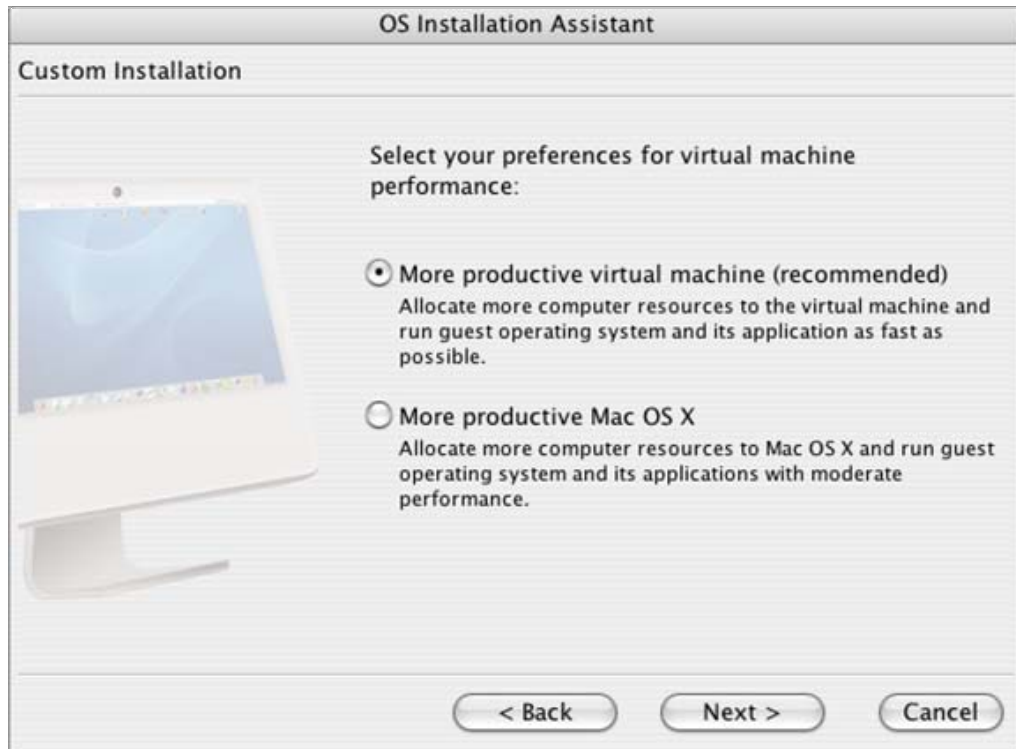 OS Installation Assistant
Custom Installation
Select your preferences for virtual machine
performance:
More productive virtual machine (recommended)
Allocate more computer resources to the virtual machine and
run guest operating system and its application as fast as
possible.
More productive Mac OS X
Allocate more computer resources to Mac OS X and run guest
operating system and its applications with moderate
performance.
< Back
Next >
Cancel